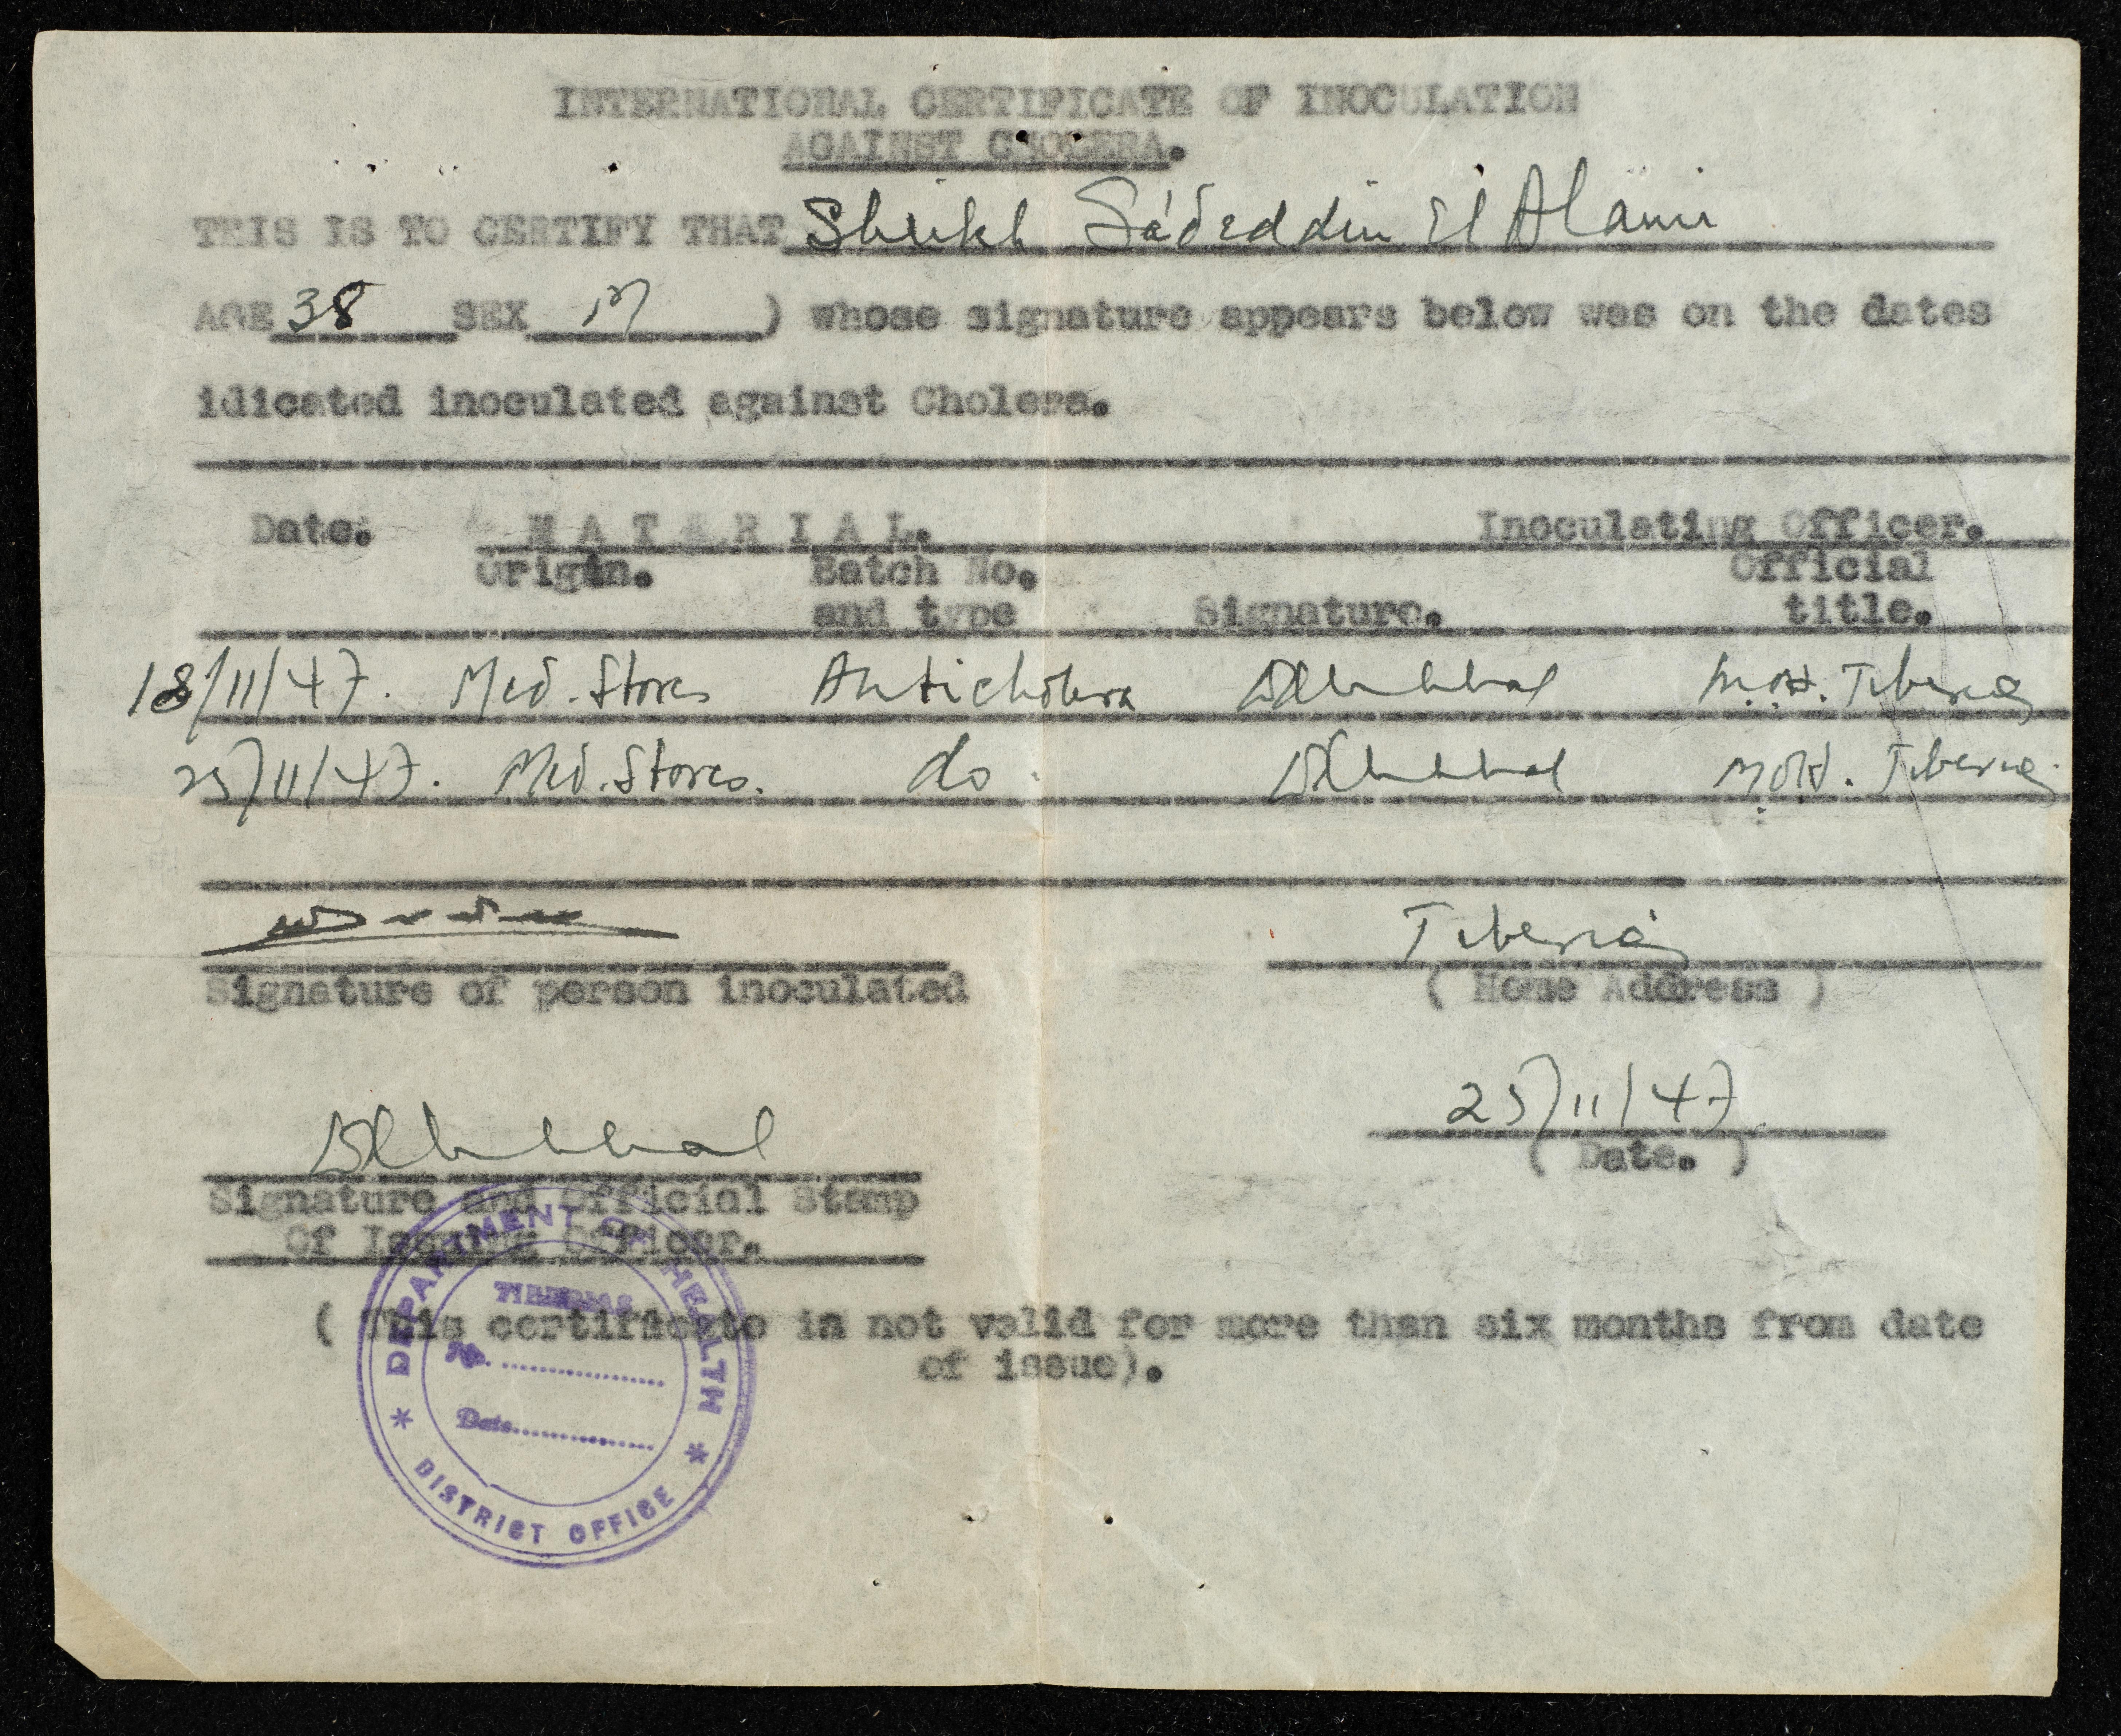 INTERNATIONAL CERTIFICATE OF INOCULATION
AGAINST CHOLERA.
THIS IS TO CERTIFY THAT Sheikh Sa'deddin El Alami
AGE 38 SEX M ) whose signature appears below was on the dates
idicated inoculated against Cholera.
Date. MATERIAL. Inoculating Officer.
Origin. Batch No. Official
and type Signature. title.
18/11/47. Med. Stores Anticholera M.O.H. Tiberias
25/11/47. Med. Stores. do M.O.H. Tiberias
Tiberias
Signature of person inoculated ( Home Address )
25/11/47
( Date. )
Signature and Official Stamp
Of Issuing Officer.
( This certificate is not valid for more than six months from date
of issue).
DEPARTMENT OF HEALTH
TIBERIAS
No. ..................
Date..................
* DISTRICT OFFICE *